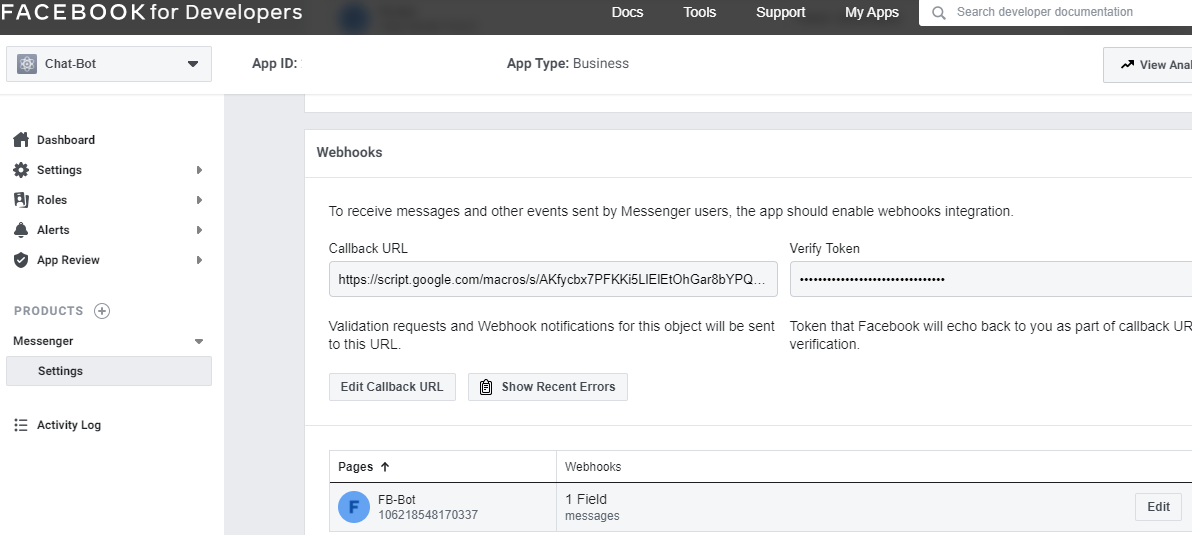 FACEBOOK for Developers
Docs
Tools
Support
My Apps
Search developer documentation
Chat-Bot
App ID:
App Type: Business
View Anal
Dashboard
Settings
Roles
Alerts
App Review
PRODUCTS
Messenger
Settings
Activity Log
Webhooks
To receive messages and other events sent by Messenger users, the app should enable webhooks integration.
Callback URL
Verify Token
https://script.google.com/macros/s/AKfycbx7PFKKi5LIEIEtOhGar8bYPQ...
•••••••••••••••••••••••••••••••
Validation requests and Webhook notifications for this object will be sent
to this URL.
Token that Facebook will echo back to you as part of callback UR
verification.
Edit Callback URL
Show Recent Errors
Pages
Webhooks
F
FB-Bot
106218548170337
1 Field
messages
Edit